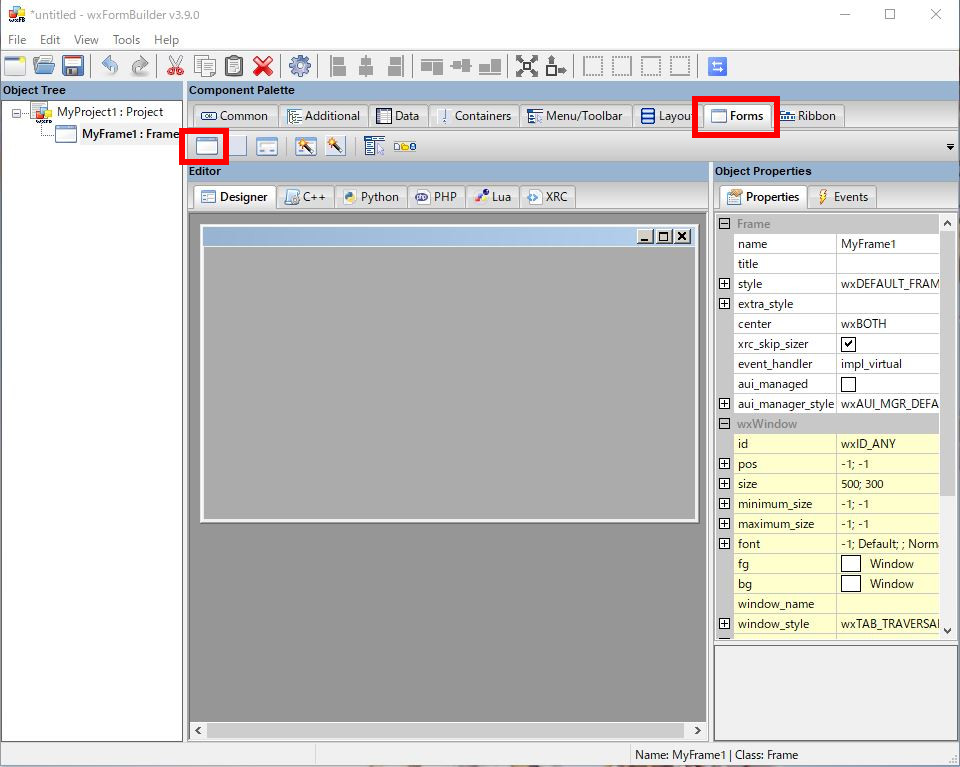 *untitled - wxFormBuilder v3.9.0
File Edit View Tools Help
Object Tree
MyProject1 : Project
MyFrame1 : Frame
Component Palette
Common Additional Data Containers Menu/Toolbar Layou Forms Ribbon
Editor
Designer C++ Python PHP Lua XRC
Object Properties
Properties Events
Frame
name MyFrame1
title
style wxDEFAULT_FRAM
extra_style
center wxBOTH
xrc_skip_sizer
event_handler impl_virtual
aui_managed
aui_manager_style wxAUI_MGR_DEFA
wxWindow
id wxID_ANY
pos -1; -1
size 500; 300
minimum_size -1; -1
maximum_size -1; -1
font -1; Default; ; Norma
fg Window
bg Window
window_name
window_style wxTAB_TRAVERSAL
Name: MyFrame1 | Class: Frame